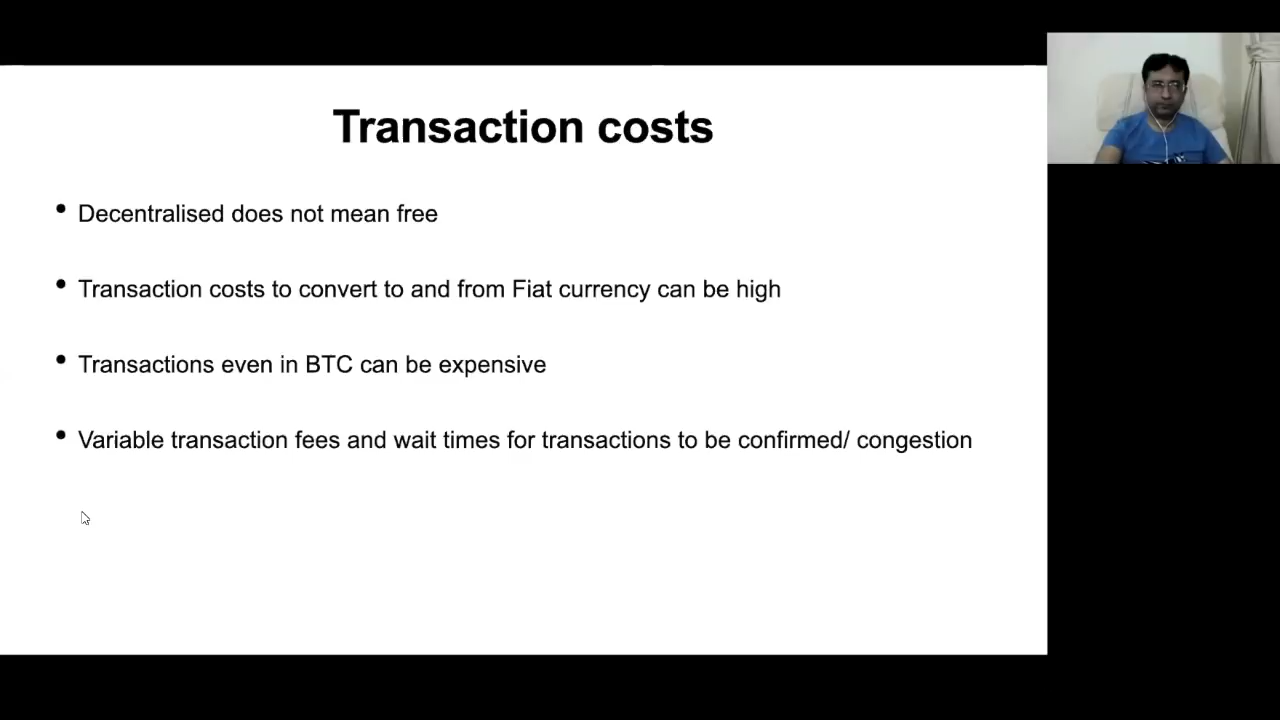 Transaction costs
• Decentralised does not mean free
• Transaction costs to convert to and from Fiat currency can be high
• Transactions even in BTC can be expensive
• Variable transaction fees and wait times for transactions to be confirmed/ congestion